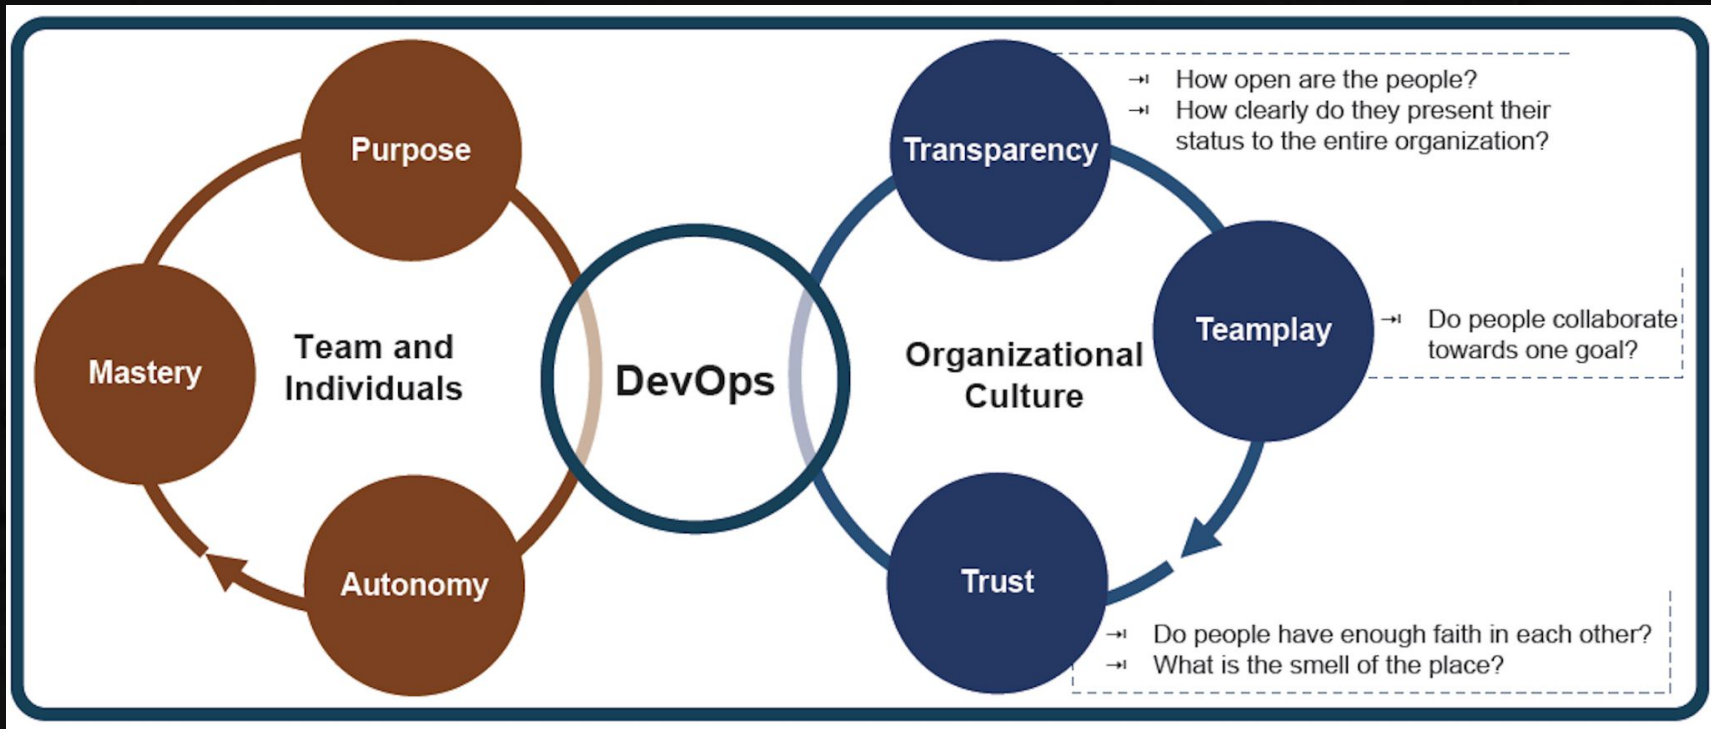 Purpose
Mastery
Team and
Individuals
Autonomy
DevOps
Transparency
How open are the people?
How clearly do they present their
status to the entire organization?
Organizational
Culture
Teamplay
Do people collaborate
towards one goal?
Trust
Do people have enough faith in each other?
What is the smell of the place?